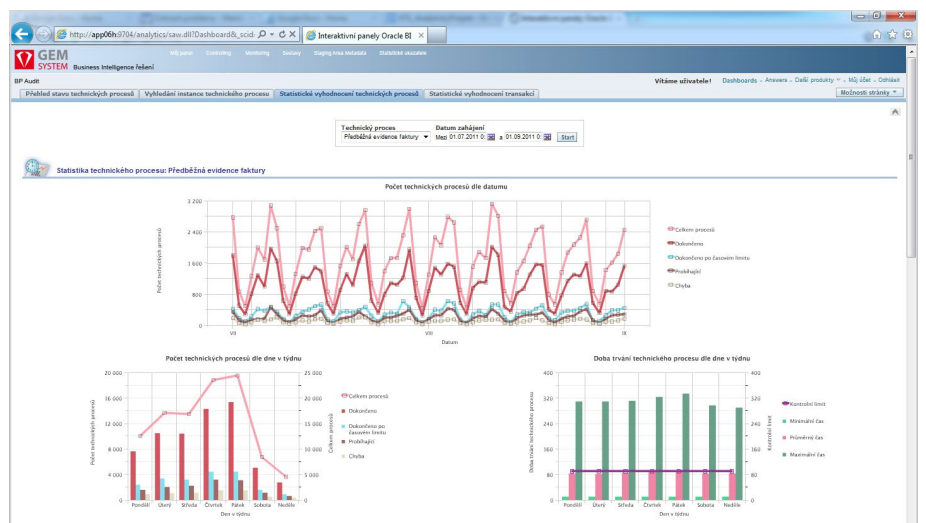 http://app06h:9704/analytics/saw.dll?Dashboard&_scid:
Interaktivní panely Oracle BI
GEM
SYSTEM Business Intelligence řešení
Můj panel Controlling Monitoring Sestavy Staging Area Metadata Statistické ukazatele
BP Audit
Vítáme uživatele! Dashboards - Answers - Další produkty - Můj účet - Odhlásit
Přehled stavu technických procesů Vyhledání instance technického procesu Statistické vyhodnocení technických procesů Statistické vyhodnocení transakcí Možnosti stránky
Technický proces Datum zahájení
Předběžná evidence faktury Mezi 01.07.2011 0: a 01.09.2011 0: Start
Statistika technického procesu: Předběžná evidence faktury
Počet technických procesů dle datumu
Počet technických procesů
3 200
2 400
1 600
800
0
VII VIII IX
Datum
Celkem procesů
Dokončeno
Dokončeno po časovém limitu
Probíhající
Chyba
Počet technických procesů dle dne v týdnu
Počet technických procesů
20 000
16 000
12 000
8 000
4 000
0
25 000
20 000
15 000
10 000
5 000
0
Celkem procesů
Pondělí Úterý Středa Čtvrtek Pátek Sobota Neděle
Den v týdnu
Celkem procesů
Dokončeno
Dokončeno po
časovém limitu
Probíhající
Chyba
Doba trvání technického procesu dle dne v týdnu
Doba trvání technického procesu
400
320
240
160
80
0
400
320
240
160
80
0
Kontrolní limit
Pondělí Úterý Středa Čtvrtek Pátek Sobota Neděle
Den v týdnu
Kontrolní limit
Minimální čas
Průměrný čas
Maximální čas